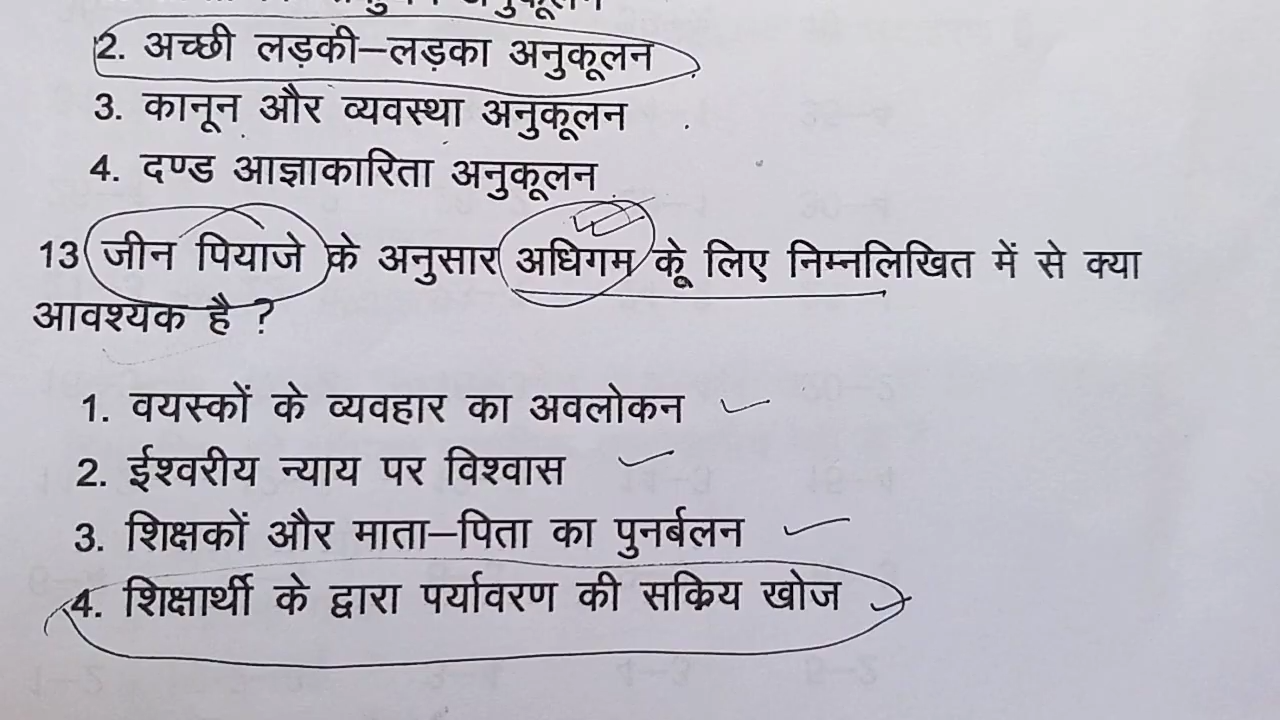 अनुकूलन
2. अच्छी लड़की–लड़का अनुकूलन
3. कानून और व्यवस्था अनुकूलन
4. दण्ड आज्ञाकारिता अनुकूलन
13 जीन पियाजे के अनुसार अधिगम के लिए निम्नलिखित में से क्या
आवश्यक है ?
1. वयस्कों के व्यवहार का अवलोकन
2. ईश्वरीय न्याय पर विश्वास
3. शिक्षकों और माता–पिता का पुनर्बलन
4. शिक्षार्थी के द्वारा पर्यावरण की सक्रिय खोज